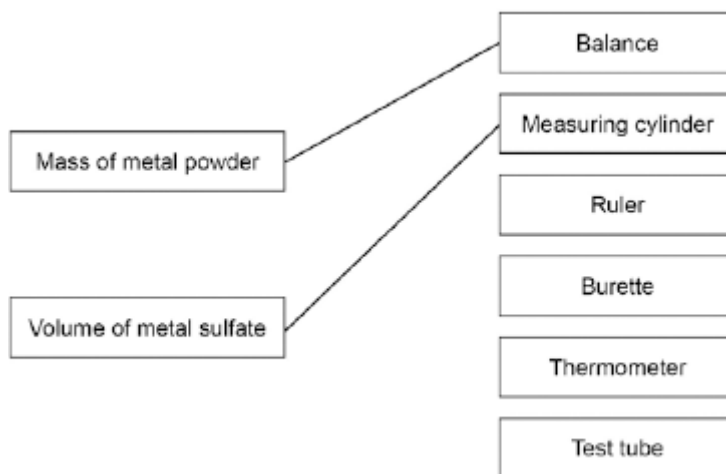 Balance
Measuring cylinder
Mass of metal powder
Ruler
Burette
Volume of metal sulfate
Thermometer
Test tube